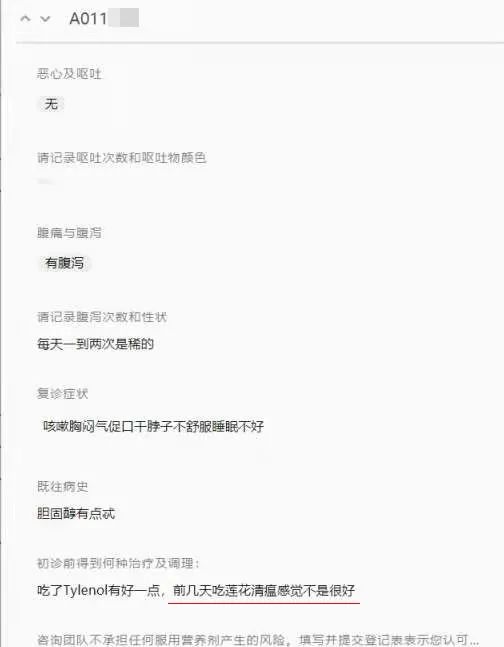 A011
恶心及呕吐
无
请记录呕吐次数和呕吐物颜色
腹痛与腹泻
有腹泻
请记录腹泻次数和性状
每天一到两次是稀的
复诊症状
咳嗽胸闷气促口干脖子不舒服睡眠不好
既往病史
胆固醇有点忒
初诊前得到何种治疗及调理：
吃了Tylenol有好一点，前几天吃莲花清瘟感觉不是很好
咨询团队不承担任何服用营养剂产生的风险，填写并提交登记表表示您认可...